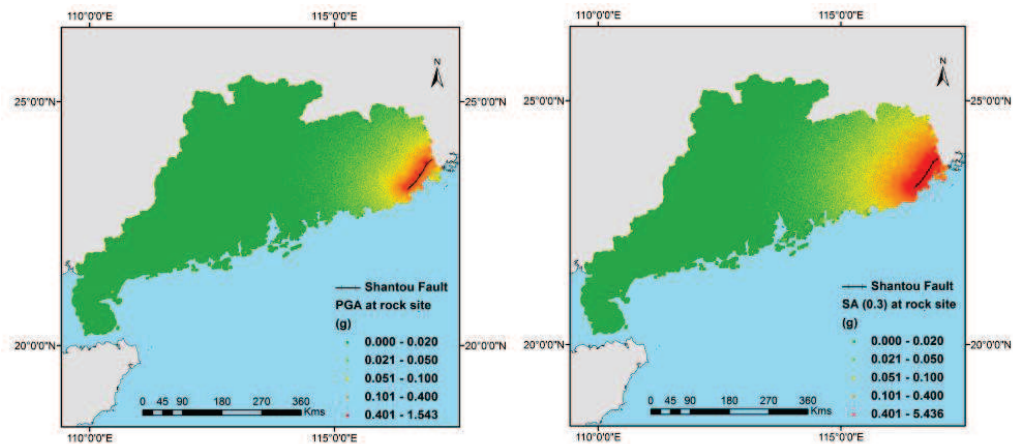 110°0'0"E 115°0'0"E
N
25°0'0"N 25°0'0"N
Shantou Fault
PGA at rock site
(g)
0.000 - 0.020
20°0'0"N 20°0'0"N
0.021 - 0.050
0.051 - 0.100
0.101 - 0.400
0.401 - 1.543
0 45 90 180 270 360
Kms
110°0'0"E 115°0'0"E
110°0'0"E 115°0'0"E
N
25°0'0"N 25°0'0"N
Shantou Fault
SA (0.3) at rock site
(g)
0.000 - 0.020
20°0'0"N 20°0'0"N
0.021 - 0.050
0.051 - 0.100
0.101 - 0.400
0.401 - 5.436
0 45 90 180 270 360
Kms
110°0'0"E 115°0'0"E